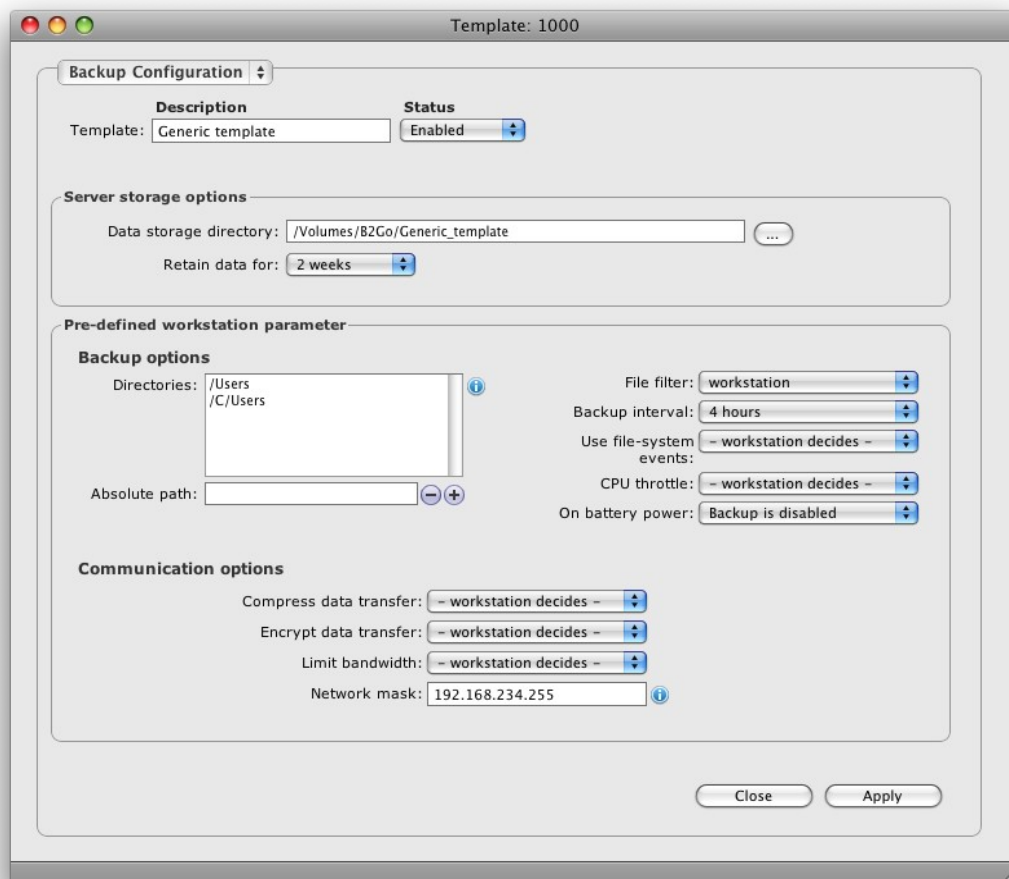 Template: 1000
Backup Configuration
Description Status
Template: Generic template Enabled
Server storage options
Data storage directory: /Volumes/B2Go/Generic_template ...
Retain data for: 2 weeks
Pre-defined workstation parameter
Backup options
Directories: /Users
/C/Users
Absolute path:
File filter: workstation
Backup interval: 4 hours
Use file-system events: – workstation decides –
CPU throttle: – workstation decides –
On battery power: Backup is disabled
Communication options
Compress data transfer: – workstation decides –
Encrypt data transfer: – workstation decides –
Limit bandwidth: – workstation decides –
Network mask: 192.168.234.255
Close Apply